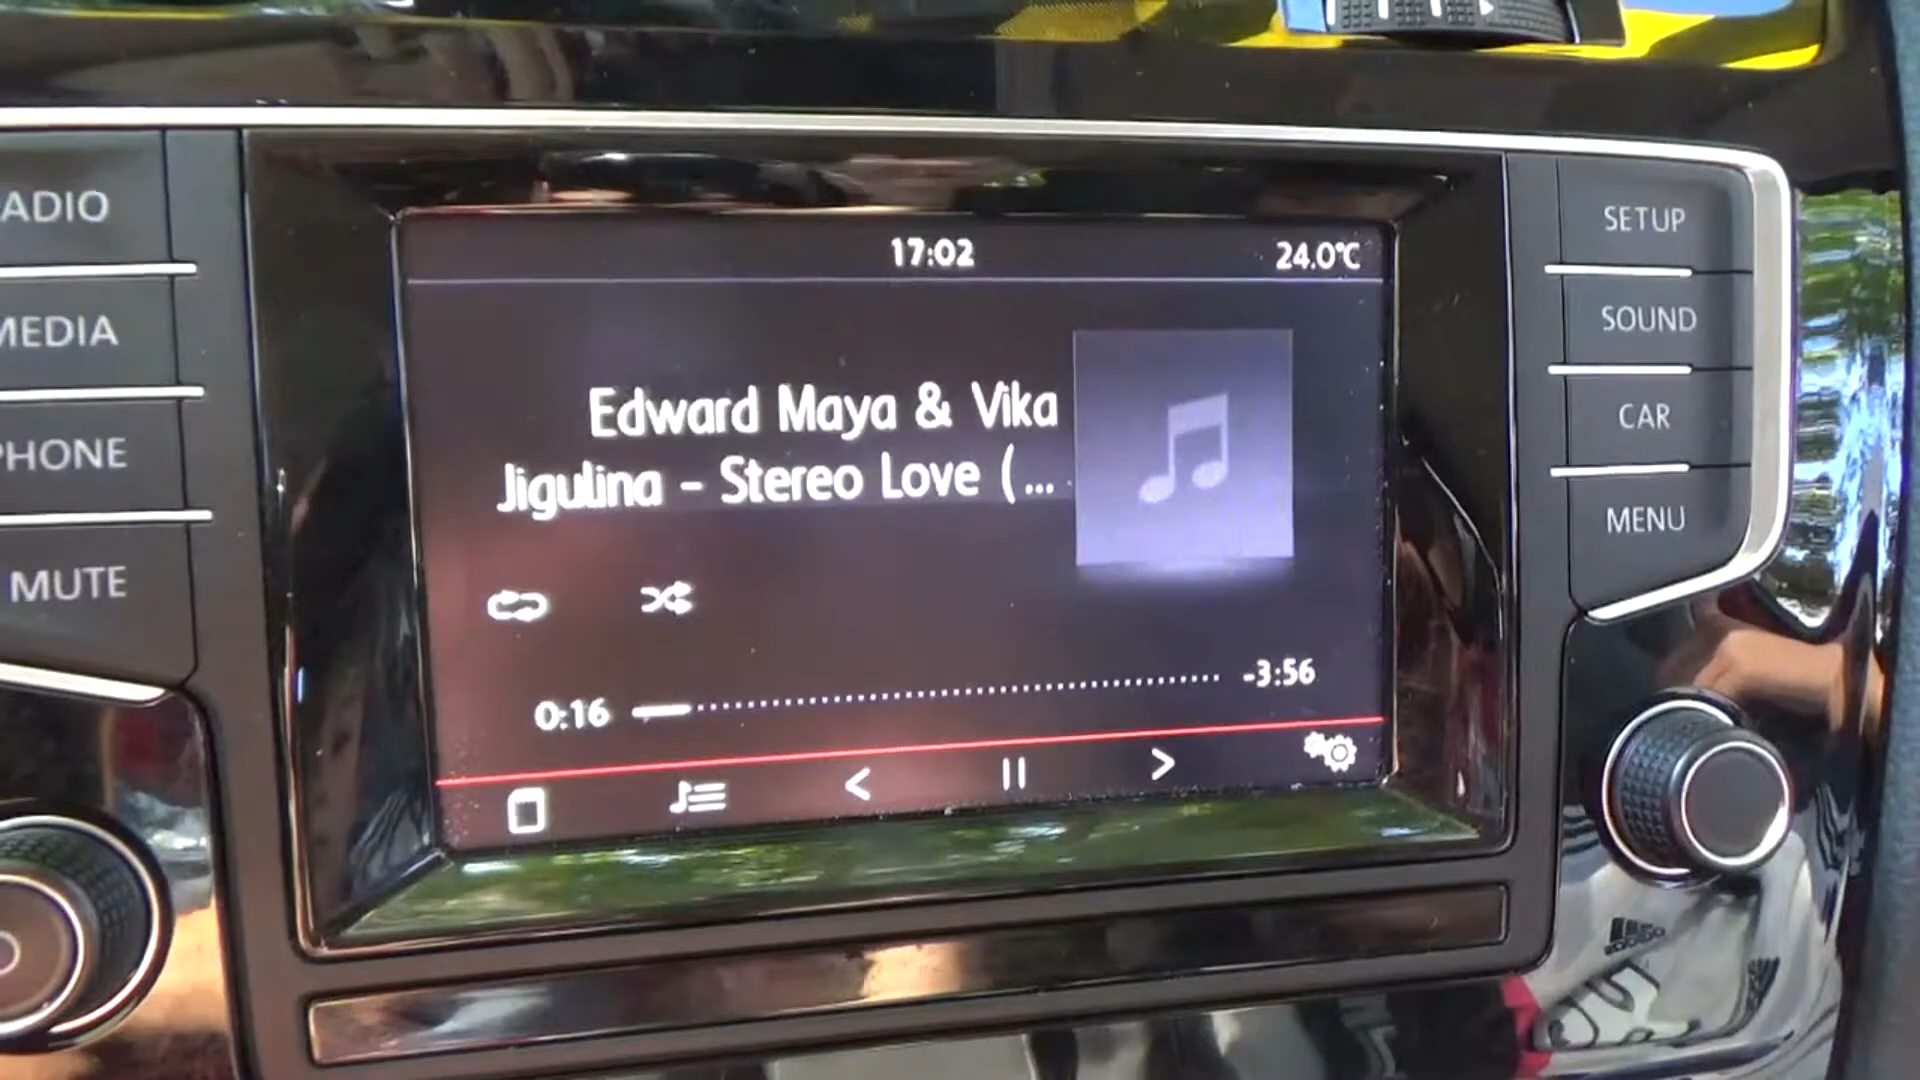 ADIO
MEDIA
PHONE
MUTE
17:02
24.0°C
Edward Maya & Vika
Jigulina - Stereo Love (...
0:16
-3:56
SETUP
SOUND
CAR
MENU
adidas